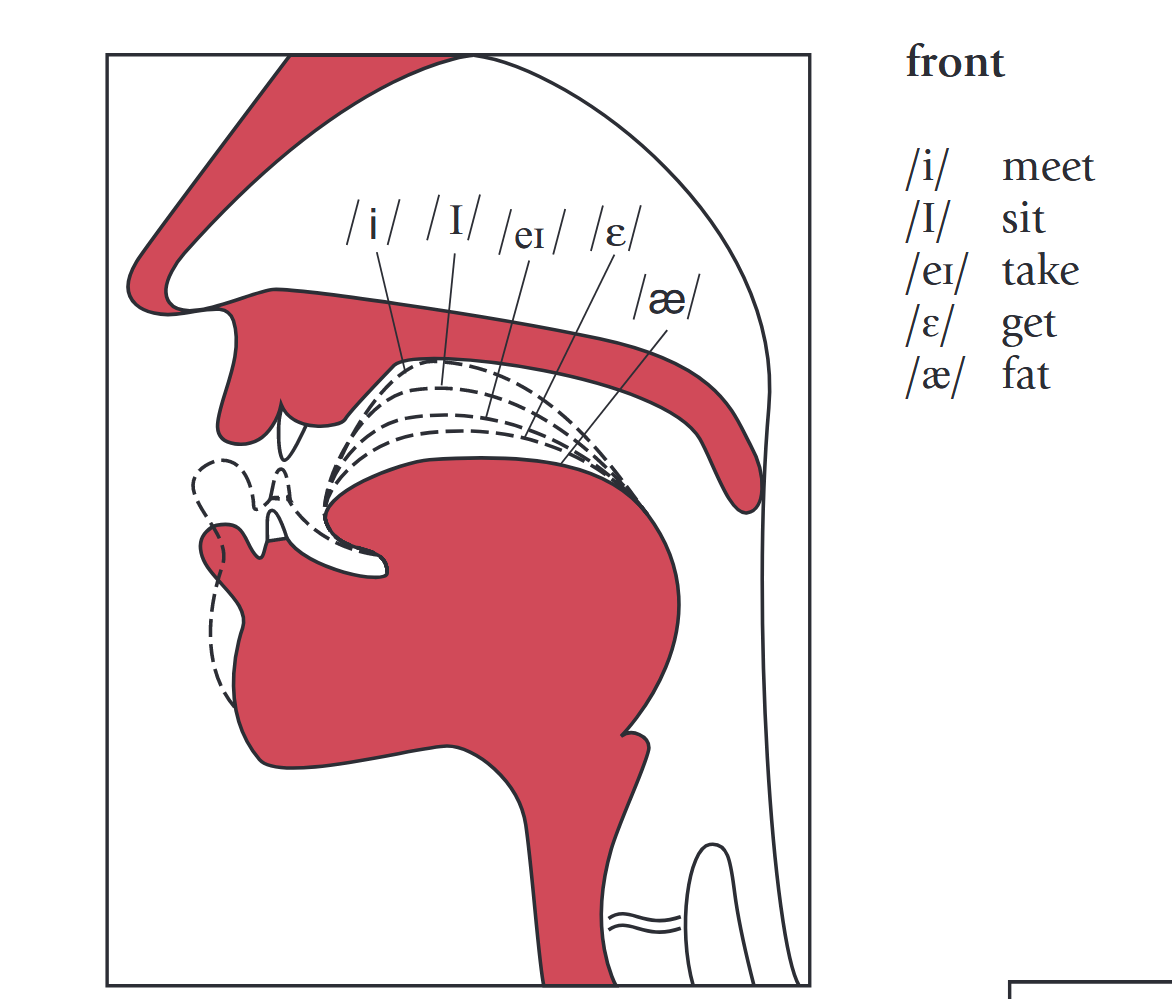 front
/i/ /I/ /eɪ/ /ɛ/
/æ/
/i/ meet
/I/ sit
/eɪ/ take
/ɛ/ get
/æ/ fat